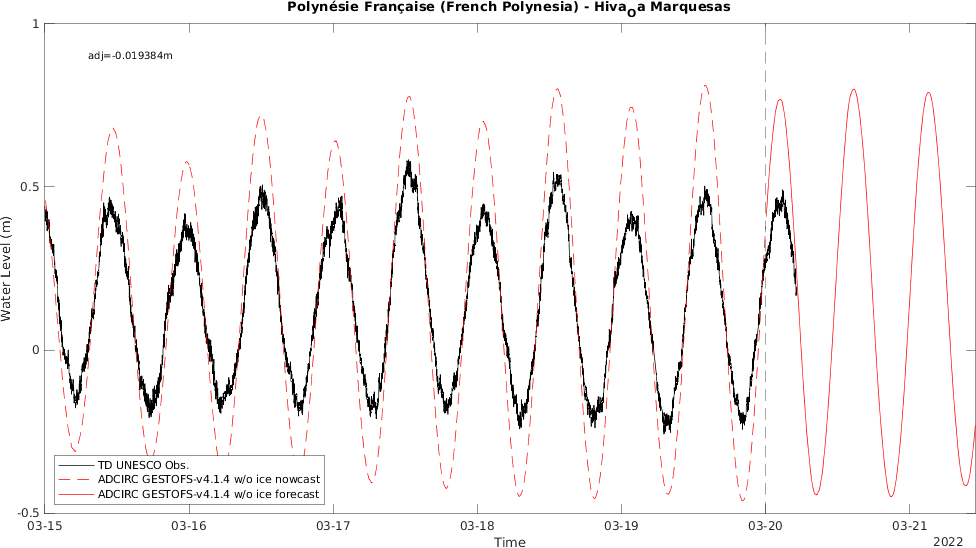 Polynésie Française (French Polynesia) - Hiva_Oa Marquesas
adj=-0.019384m
1
0.5
0
-0.5
Water Level (m)
TD UNESCO Obs.
ADCIRC GESTOFS-v4.1.4 w/o ice nowcast
ADCIRC GESTOFS-v4.1.4 w/o ice forecast
03-15 03-16 03-17 03-18 03-19 03-20 03-21
Time
2022